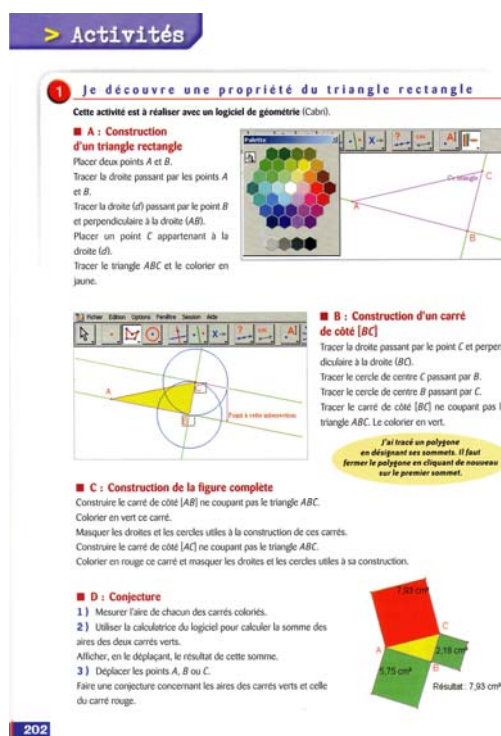 > Activités
1 Je découvre une propriété du triangle rectangle
Cette activité est à réaliser avec un logiciel de géométrie (Cabri).
■ A : Construction
d'un triangle rectangle
Placer deux points A et B.
Tracer la droite passant par les points A
et B.
Tracer la droite (d) passant par le point B
et perpendiculaire à la droite (AB).
Placer un point C appartenant à la
droite (d).
Tracer le triangle ABC et le colorier en
jaune.
Palette
Ce triangle
C
A
B
Fichier Edition Options Fenêtre Session Aide
A
Point à cette intersection
■ B : Construction d'un carré
de côté [BC]
Tracer la droite passant par le point C et perpen
diculaire à la droite (BC).
Tracer le cercle de centre C passant par B.
Tracer le cercle de centre B passant par C.
Tracer le carré de côté [BC] ne coupant pas l
triangle ABC. Le colorier en vert.
J'ai tracé un polygone
en désignant ses sommets. Il faut
fermer le polygone en cliquant de nouveau
sur le premier sommet.
■ C : Construction de la figure complète
Construire le carré de côté [AB] ne coupant pas le triangle ABC.
Colorier en vert ce carré.
Masquer les droites et les cercles utiles à la construction de ces carrés.
Construire le carré de côté [AC] ne coupant pas le triangle ABC.
Colorier en rouge ce carré et masquer les droites et les cercles utiles à sa construction.
■ D : Conjecture
1 ) Mesurer l'aire de chacun des carrés coloriés.
2 ) Utiliser la calculatrice du logiciel pour calculer la somme des
aires des deux carrés verts.
Afficher, en le déplaçant, le résultat de cette somme.
3 ) Déplacer les points A, B ou C.
Faire une conjecture concernant les aires des carrés verts et celle
du carré rouge.
7,93 cm²
C
A
2,18 cm²
B
5,75 cm²
Résultat : 7,93 cm²
202